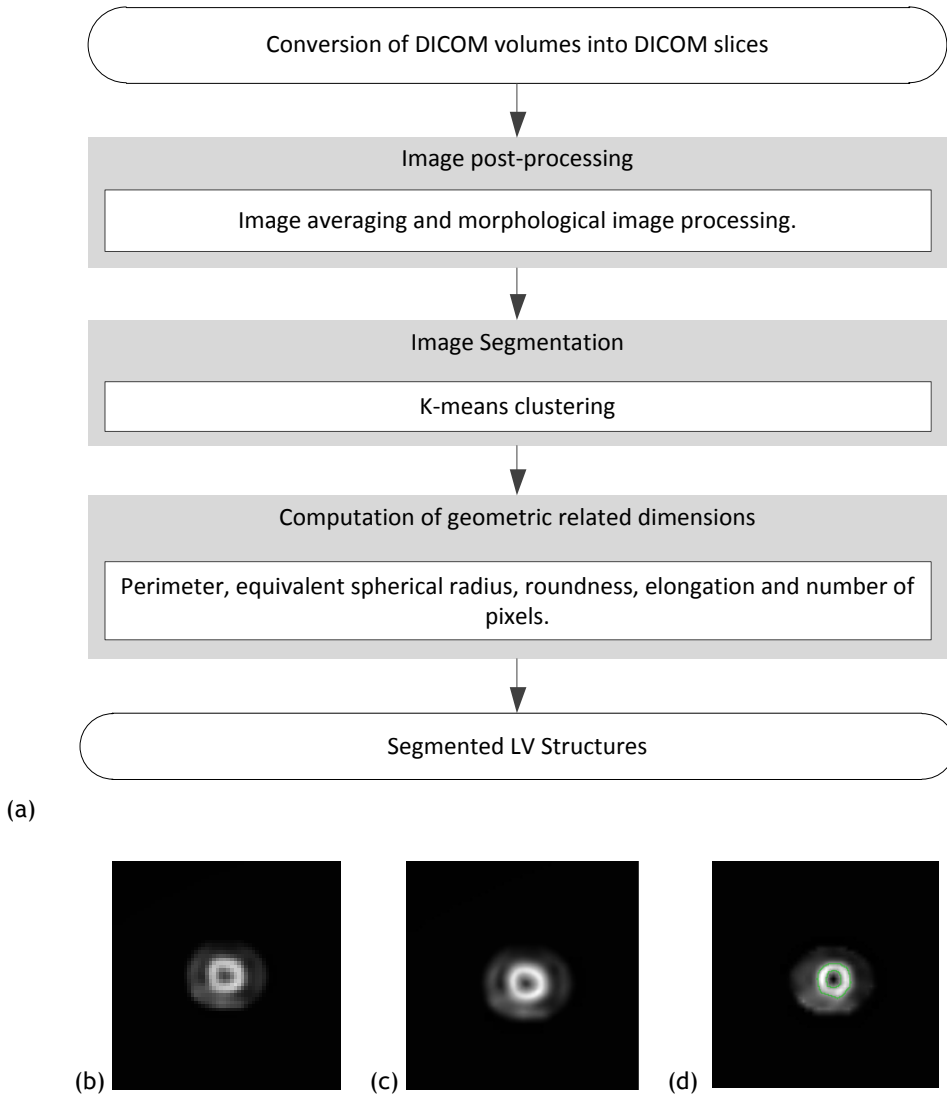 Conversion of DICOM volumes into DICOM slices
Image post-processing
Image averaging and morphological image processing.
Image Segmentation
K-means clustering
Computation of geometric related dimensions
Perimeter, equivalent spherical radius, roundness, elongation and number of
pixels.
Segmented LV Structures
(a)
(b)
(c)
(d)